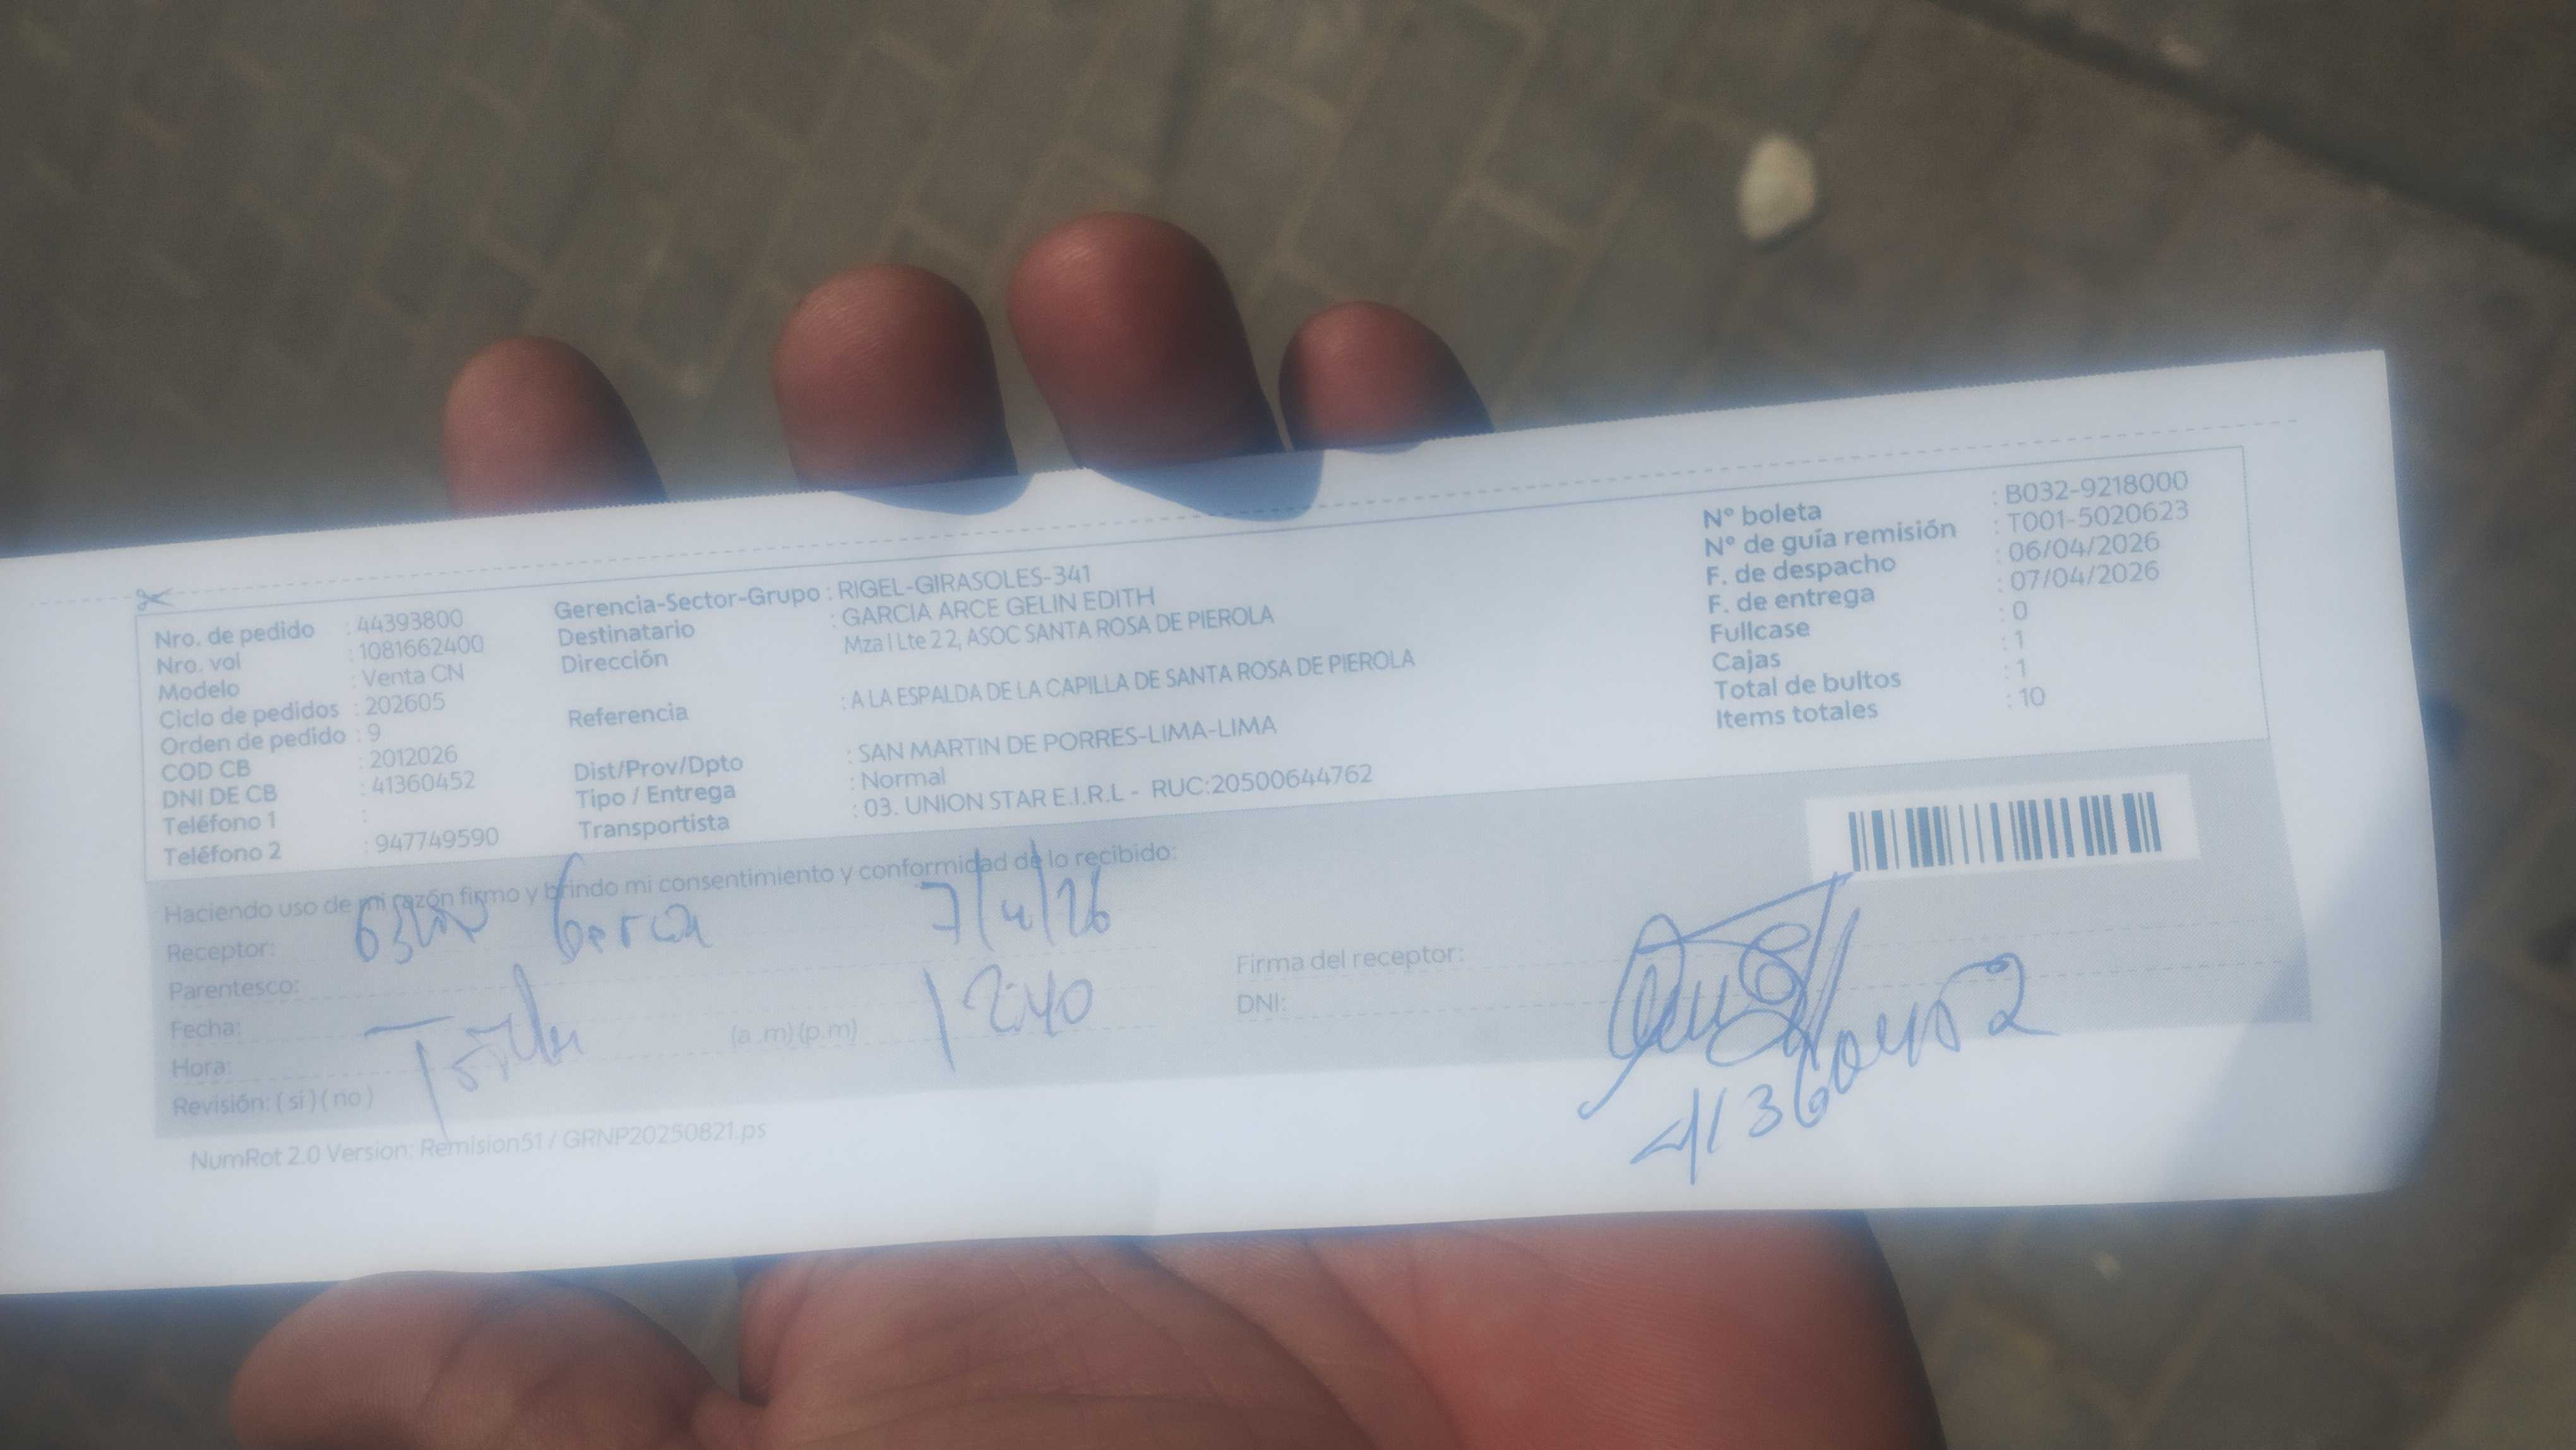 Nro. de pedido : 44393800
Nro. vol : 1081662400
Modelo : Venta CN
Ciclo de pedidos : 202605
Orden de pedido : 9
COD CB : 2012026
DNI DE CB : 41360452
Teléfono 1 :
Teléfono 2 : 947749590
Gerencia-Sector-Grupo : RIGEL-GIRASOLES-341
Destinatario : GARCIA ARCE GELIN EDITH
Dirección Mza I Lte 2 2, ASOC SANTA ROSA DE PIEROLA
Referencia : A LA ESPALDA DE LA CAPILLA DE SANTA ROSA DE PIEROLA
Dist/Prov/Dpto : SAN MARTIN DE PORRES-LIMA-LIMA
Tipo / Entrega : Normal
Transportista : 03. UNION STAR E.I.R.L - RUC:20500644762
N° boleta : B032-9218000
N° de guía remisión : T001-5020623
F. de despacho : 06/04/2026
F. de entrega : 07/04/2026
Fullcase : 0
Cajas : 1
Total de bultos : 1
Items totales : 10
Haciendo uso de mi razón firmo y brindo mi consentimiento y conformidad de lo recibido:
Receptor: Garcia 7/4/26
Parentesco:
Fecha:
Hora: (a .m) (p.m) 12:40
Revisión: ( si ) ( no )
Firma del receptor:
DNI: 41360452
NumRot 2.0 Version: Remision51 / GRNP20250821.ps